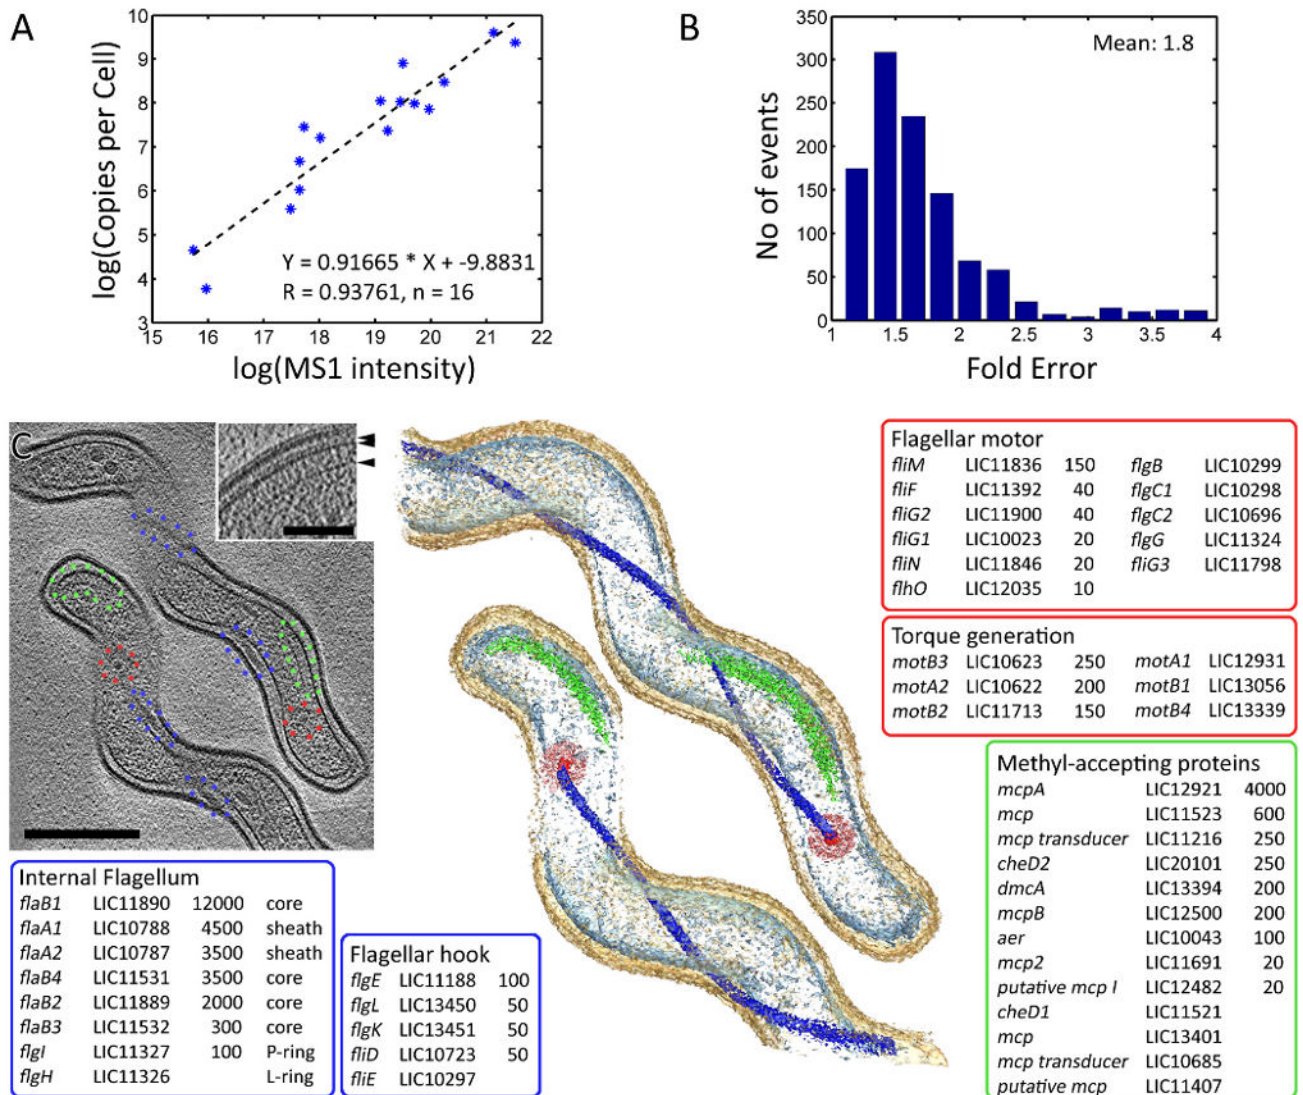 A
log(Copies per Cell)
10
9
8
7
6
5
4
3
15 16 17 18 19 20 21 22
log(MS1 intensity)
Y = 0.91665 * X + -9.8831
R = 0.93761, n = 16
B
No of events
350
300
250
200
150
100
50
0
1 1.5 2 2.5 3 3.5 4
Fold Error
Mean: 1.8
C
Flagellar motor
fliM LIC11836 150 flgB LIC10299
fliF LIC11392 40 flgC1 LIC10298
fliG2 LIC11900 40 flgC2 LIC10696
fliG1 LIC10023 20 flgG LIC11324
fliN LIC11846 20 fliG3 LIC11798
flhO LIC12035 10
Torque generation
motB3 LIC10623 250 motA1 LIC12931
motA2 LIC10622 200 motB1 LIC13056
motB2 LIC11713 150 motB4 LIC13339
Methyl-accepting proteins
mcpA LIC12921 4000
mcp LIC11523 600
mcp transducer LIC11216 250
cheD2 LIC20101 250
dmcA LIC13394 200
mcpB LIC12500 200
aer LIC10043 100
mcp2 LIC11691 20
putative mcp I LIC12482 20
cheD1 LIC11521
mcp LIC13401
mcp transducer LIC10685
putative mcp LIC11407
Internal Flagellum
flaB1 LIC11890 12000 core
flaA1 LIC10788 4500 sheath
flaA2 LIC10787 3500 sheath
flaB4 LIC11531 3500 core
flaB2 LIC11889 2000 core
flaB3 LIC11532 300 core
flgI LIC11327 100 P-ring
flgH LIC11326 L-ring
Flagellar hook
flgE LIC11188 100
flgL LIC13450 50
flgK LIC13451 50
fliD LIC10723 50
fliE LIC10297